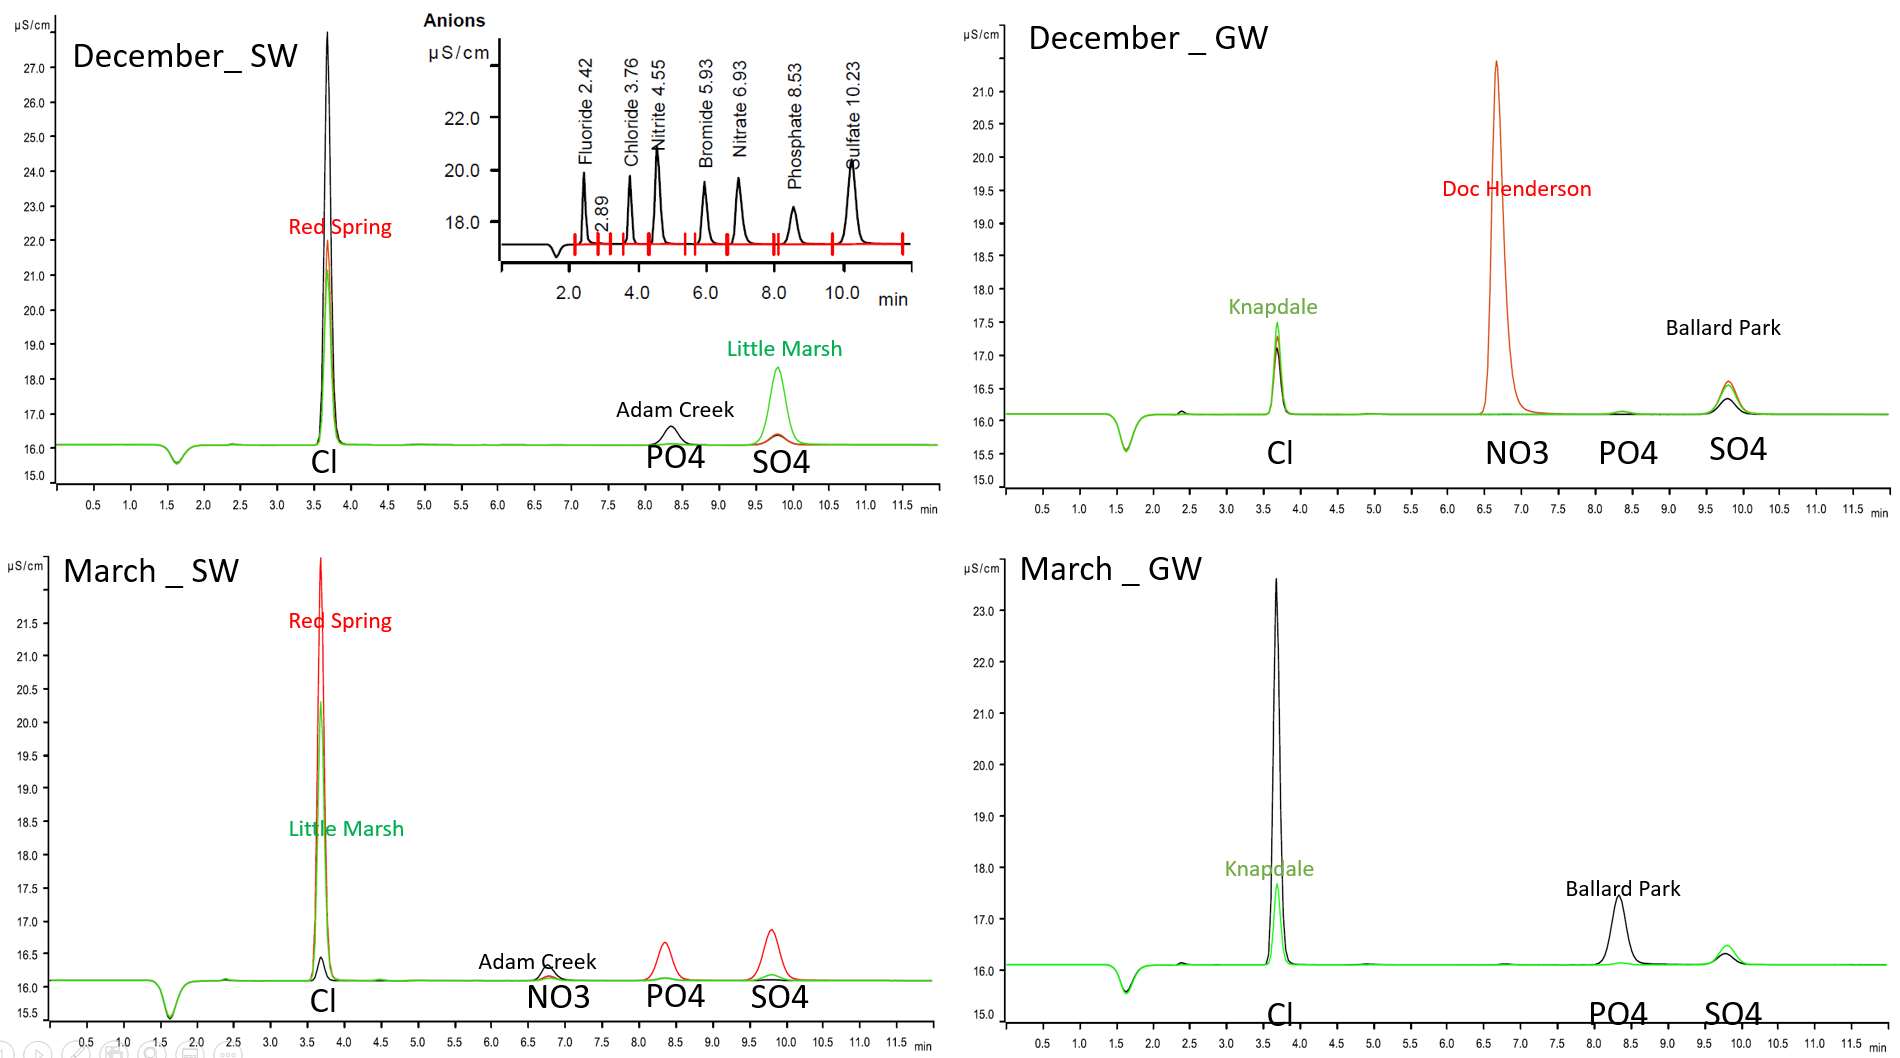 µS/cm
December_ SW
27.0
26.0
25.0
24.0
23.0
22.0
21.0
20.0
19.0
18.0
17.0
16.0
15.0
Red Spring
Little Marsh
Adam Creek
Cl
PO4
SO4
0.5 1.0 1.5 2.0 2.5 3.0 3.5 4.0 4.5 5.0 5.5 6.0 6.5 7.0 7.5 8.0 8.5 9.0 9.5 10.0 10.5 11.0 11.5 min
Anions
µS/cm
22.0
20.0
18.0
Fluoride 2.42
2.89
Chloride 3.76
Nitrite 4.55
Bromide 5.93
Nitrate 6.93
Phosphate 8.53
Sulfate 10.23
2.0 4.0 6.0 8.0 10.0 min
µS/cm
December _ GW
21.0
20.5
20.0
19.5
19.0
18.5
18.0
17.5
17.0
16.5
16.0
15.5
15.0
Doc Henderson
Knapdale
Ballard Park
Cl
NO3
PO4
SO4
0.5 1.0 1.5 2.0 2.5 3.0 3.5 4.0 4.5 5.0 5.5 6.0 6.5 7.0 7.5 8.0 8.5 9.0 9.5 10.0 10.5 11.0 11.5 min
µS/cm
March _ SW
21.5
21.0
20.5
20.0
19.5
19.0
18.5
18.0
17.5
17.0
16.5
16.0
15.5
Red Spring
Little Marsh
Adam Creek
Cl
NO3
PO4
SO4
0.5 1.0 1.5 2.0 2.5 3.0 3.5 4.0 4.5 5.0 5.5 6.0 6.5 7.0 7.5 8.0 8.5 9.0 9.5 10.0 10.5 11.0 11.5 min
µS/cm
March _ GW
23.0
22.0
21.0
20.0
19.0
18.0
17.0
16.0
15.0
Knapdale
Ballard Park
Cl
PO4
SO4
0.5 1.0 1.5 2.0 2.5 3.0 3.5 4.0 4.5 5.0 5.5 6.0 6.5 7.0 7.5 8.0 8.5 9.0 9.5 10.0 10.5 11.0 11.5 min